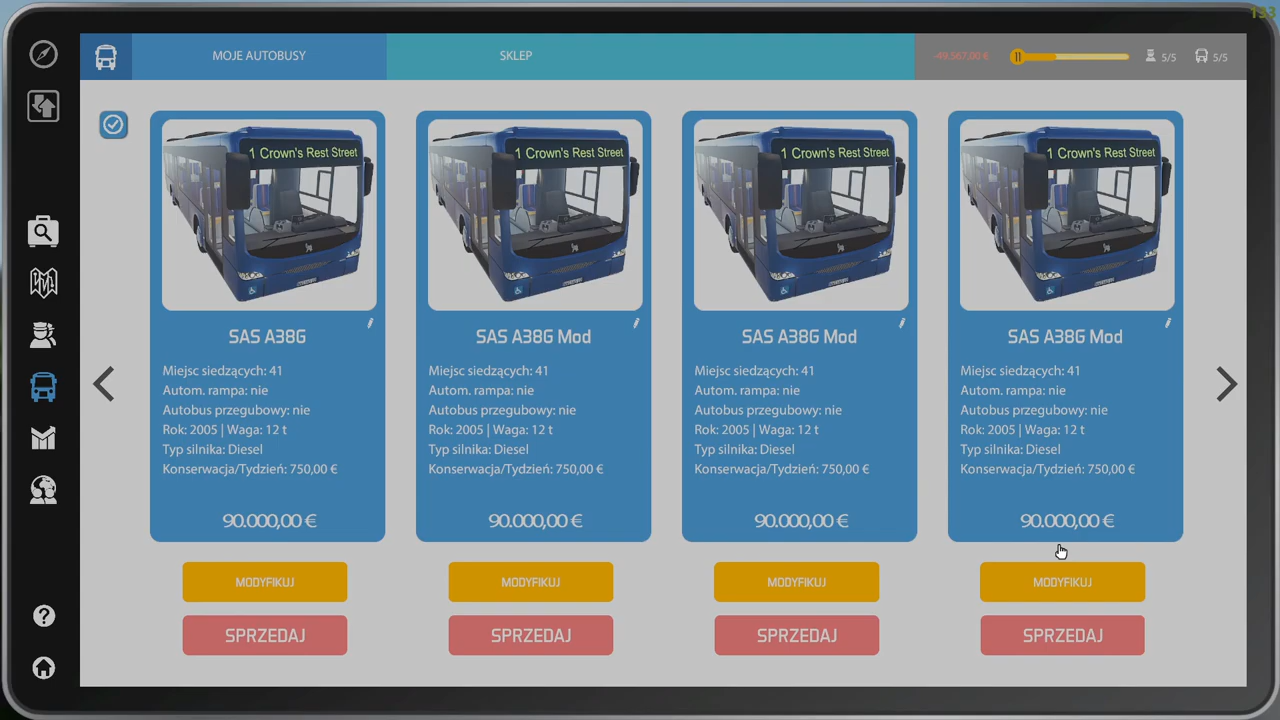 133
MOJE AUTOBUSY
SKLEP
-49.567,00 €
5/5
5/5
1 Crown's Rest Street
1 Crown's Rest Street
1 Crown's Rest Street
1 Crown's Rest Street
SAS A38G
Miejsc siedzących: 41
Autom. rampa: nie
Autobus przegubowy: nie
Rok: 2005 | Waga: 12 t
Typ silnika: Diesel
Konserwacja/Tydzień: 750,00 €
90.000,00 €
MODYFIKUJ
SPRZEDAJ
SAS A38G Mod
Miejsc siedzących: 41
Autom. rampa: nie
Autobus przegubowy: nie
Rok: 2005 | Waga: 12 t
Typ silnika: Diesel
Konserwacja/Tydzień: 750,00 €
90.000,00 €
MODYFIKUJ
SPRZEDAJ
SAS A38G Mod
Miejsc siedzących: 41
Autom. rampa: nie
Autobus przegubowy: nie
Rok: 2005 | Waga: 12 t
Typ silnika: Diesel
Konserwacja/Tydzień: 750,00 €
90.000,00 €
MODYFIKUJ
SPRZEDAJ
SAS A38G Mod
Miejsc siedzących: 41
Autom. rampa: nie
Autobus przegubowy: nie
Rok: 2005 | Waga: 12 t
Typ silnika: Diesel
Konserwacja/Tydzień: 750,00 €
90.000,00 €
MODYFIKUJ
SPRZEDAJ